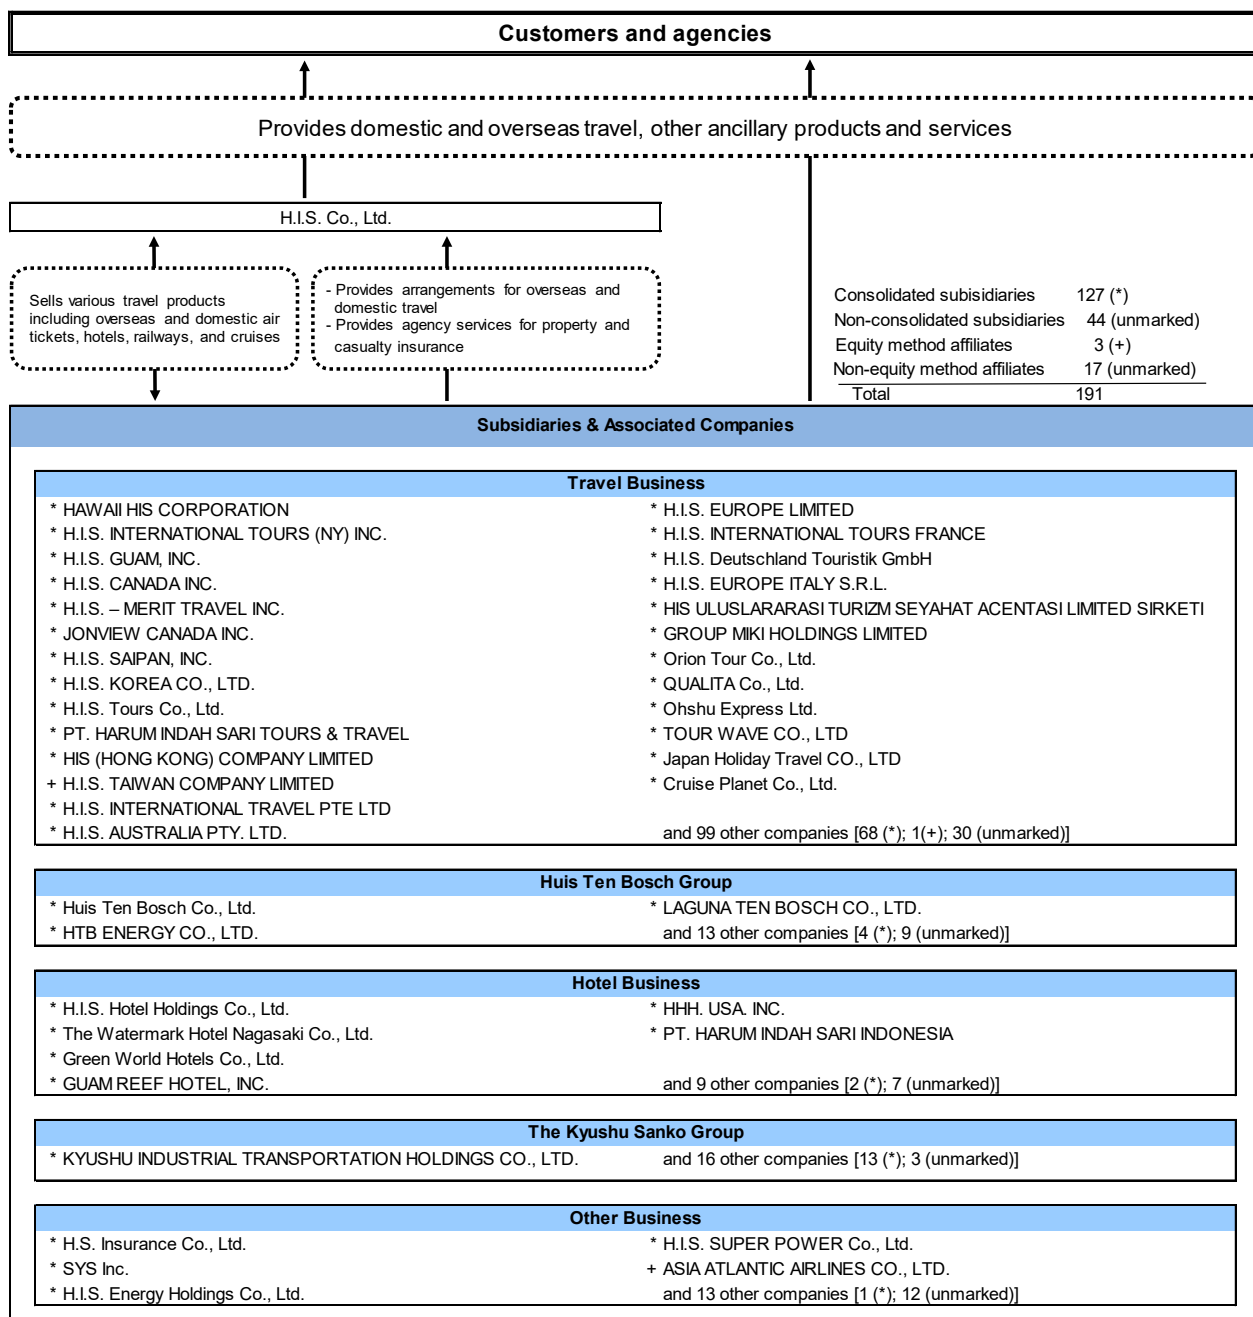 Customers and agencies
Provides domestic and overseas travel, other ancillary products and services
H.I.S. Co., Ltd.
Sells various travel products
including overseas and domestic air
tickets, hotels, railways, and cruises
- Provides arrangements for overseas and
domestic travel
- Provides agency services for property and
casualty insurance
Consolidated subisidiaries 127 (*)
Non-consolidated subsidiaries 44 (unmarked)
Equity method affiliates 3 (+)
Non-equity method affiliates 17 (unmarked)
Total 191
Subsidiaries & Associated Companies
Travel Business
* HAWAII HIS CORPORATION
* H.I.S. INTERNATIONAL TOURS (NY) INC.
* H.I.S. GUAM, INC.
* H.I.S. CANADA INC.
* H.I.S. – MERIT TRAVEL INC.
* JONVIEW CANADA INC.
* H.I.S. SAIPAN, INC.
* H.I.S. KOREA CO., LTD.
* H.I.S. Tours Co., Ltd.
* PT. HARUM INDAH SARI TOURS & TRAVEL
* HIS (HONG KONG) COMPANY LIMITED
+ H.I.S. TAIWAN COMPANY LIMITED
* H.I.S. INTERNATIONAL TRAVEL PTE LTD
* H.I.S. AUSTRALIA PTY. LTD.
* H.I.S. EUROPE LIMITED
* H.I.S. INTERNATIONAL TOURS FRANCE
* H.I.S. Deutschland Touristik GmbH
* H.I.S. EUROPE ITALY S.R.L.
* HIS ULUSLARARASI TURIZM SEYAHAT ACENTASI LIMITED SIRKETI
* GROUP MIKI HOLDINGS LIMITED
* Orion Tour Co., Ltd.
* QUALITA Co., Ltd.
* Ohshu Express Ltd.
* TOUR WAVE CO., LTD
* Japan Holiday Travel CO., LTD
* Cruise Planet Co., Ltd.
and 99 other companies [68 (*); 1(+); 30 (unmarked)]
Huis Ten Bosch Group
* Huis Ten Bosch Co., Ltd.
* HTB ENERGY CO., LTD.
* LAGUNA TEN BOSCH CO., LTD.
and 13 other companies [4 (*); 9 (unmarked)]
Hotel Business
* H.I.S. Hotel Holdings Co., Ltd.
* The Watermark Hotel Nagasaki Co., Ltd.
* Green World Hotels Co., Ltd.
* GUAM REEF HOTEL, INC.
* HHH. USA. INC.
* PT. HARUM INDAH SARI INDONESIA
and 9 other companies [2 (*); 7 (unmarked)]
The Kyushu Sanko Group
* KYUSHU INDUSTRIAL TRANSPORTATION HOLDINGS CO., LTD.
and 16 other companies [13 (*); 3 (unmarked)]
Other Business
* H.S. Insurance Co., Ltd.
* SYS Inc.
* H.I.S. Energy Holdings Co., Ltd.
* H.I.S. SUPER POWER Co., Ltd.
+ ASIA ATLANTIC AIRLINES CO., LTD.
and 13 other companies [1 (*); 12 (unmarked)]